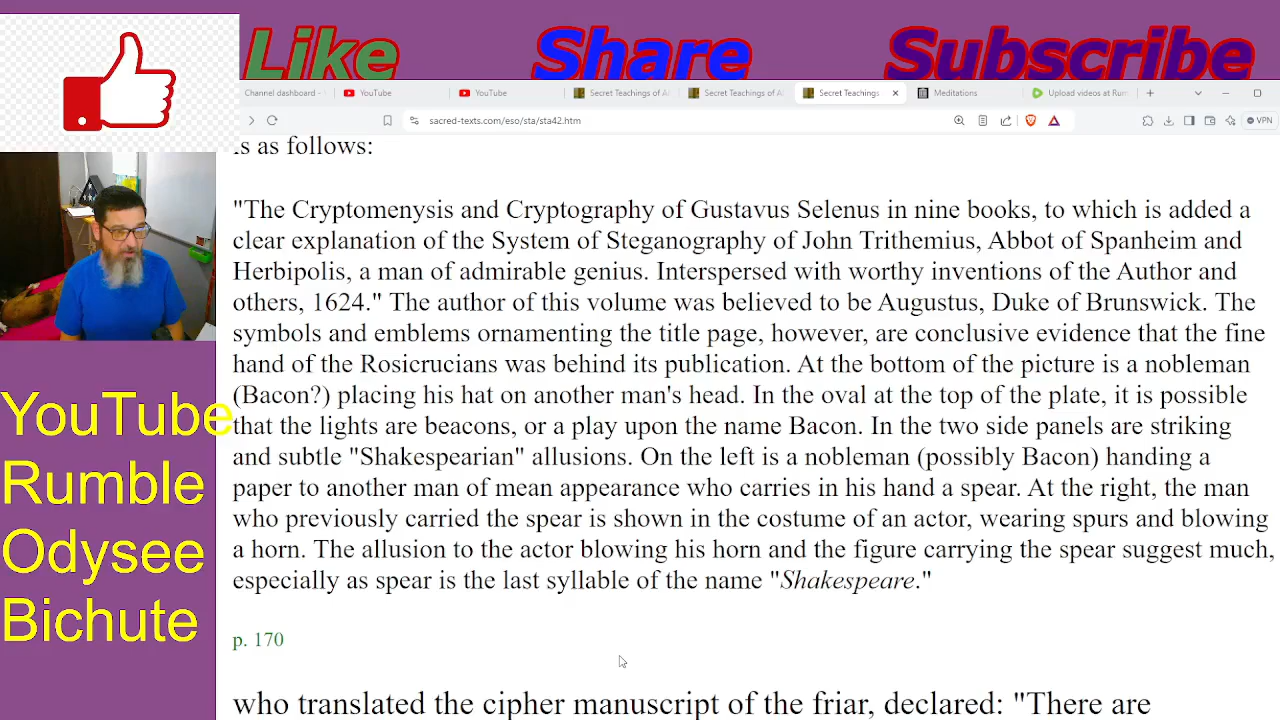 Like Share Subscribe
Channel dashboard - YouTube YouTube Secret Teachings of Al Secret Teachings of Al Secret Teachings Meditations Upload videos at Rum
sacred-texts.com/eso/sta/sta42.htm VPN
is as follows:
"The Cryptomenysis and Cryptography of Gustavus Selenus in nine books, to which is added a
clear explanation of the System of Steganography of John Trithemius, Abbot of Spanheim and
Herbipolis, a man of admirable genius. Interspersed with worthy inventions of the Author and
others, 1624." The author of this volume was believed to be Augustus, Duke of Brunswick. The
symbols and emblems ornamenting the title page, however, are conclusive evidence that the fine
hand of the Rosicrucians was behind its publication. At the bottom of the picture is a nobleman
(Bacon?) placing his hat on another man's head. In the oval at the top of the plate, it is possible
that the lights are beacons, or a play upon the name Bacon. In the two side panels are striking
and subtle "Shakespearian" allusions. On the left is a nobleman (possibly Bacon) handing a
paper to another man of mean appearance who carries in his hand a spear. At the right, the man
who previously carried the spear is shown in the costume of an actor, wearing spurs and blowing
a horn. The allusion to the actor blowing his horn and the figure carrying the spear suggest much,
especially as spear is the last syllable of the name "Shakespeare."
p. 170
who translated the cipher manuscript of the friar, declared: "There are
YouTube
Rumble
Odysee
Bichute